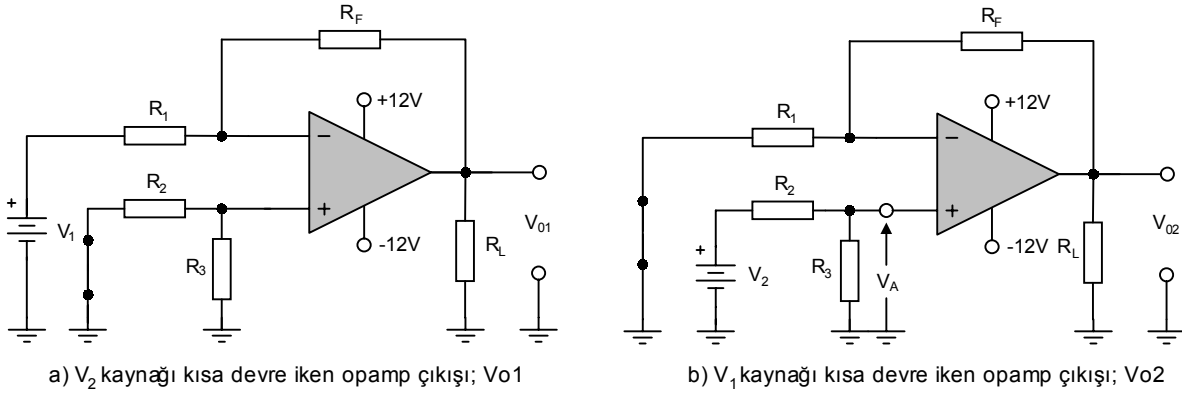 R_F
+12V
R_1
−
R_2
+
+
V_1
-12V
R_3
R_L
V_01
a) V_2 kaynağı kısa devre iken opamp çıkışı; Vo1
R_F
+12V
R_1
−
R_2
+
+
V_2
-12V
R_3
V_A
R_L
V_02
b) V_1 kaynağı kısa devre iken opamp çıkışı; Vo2